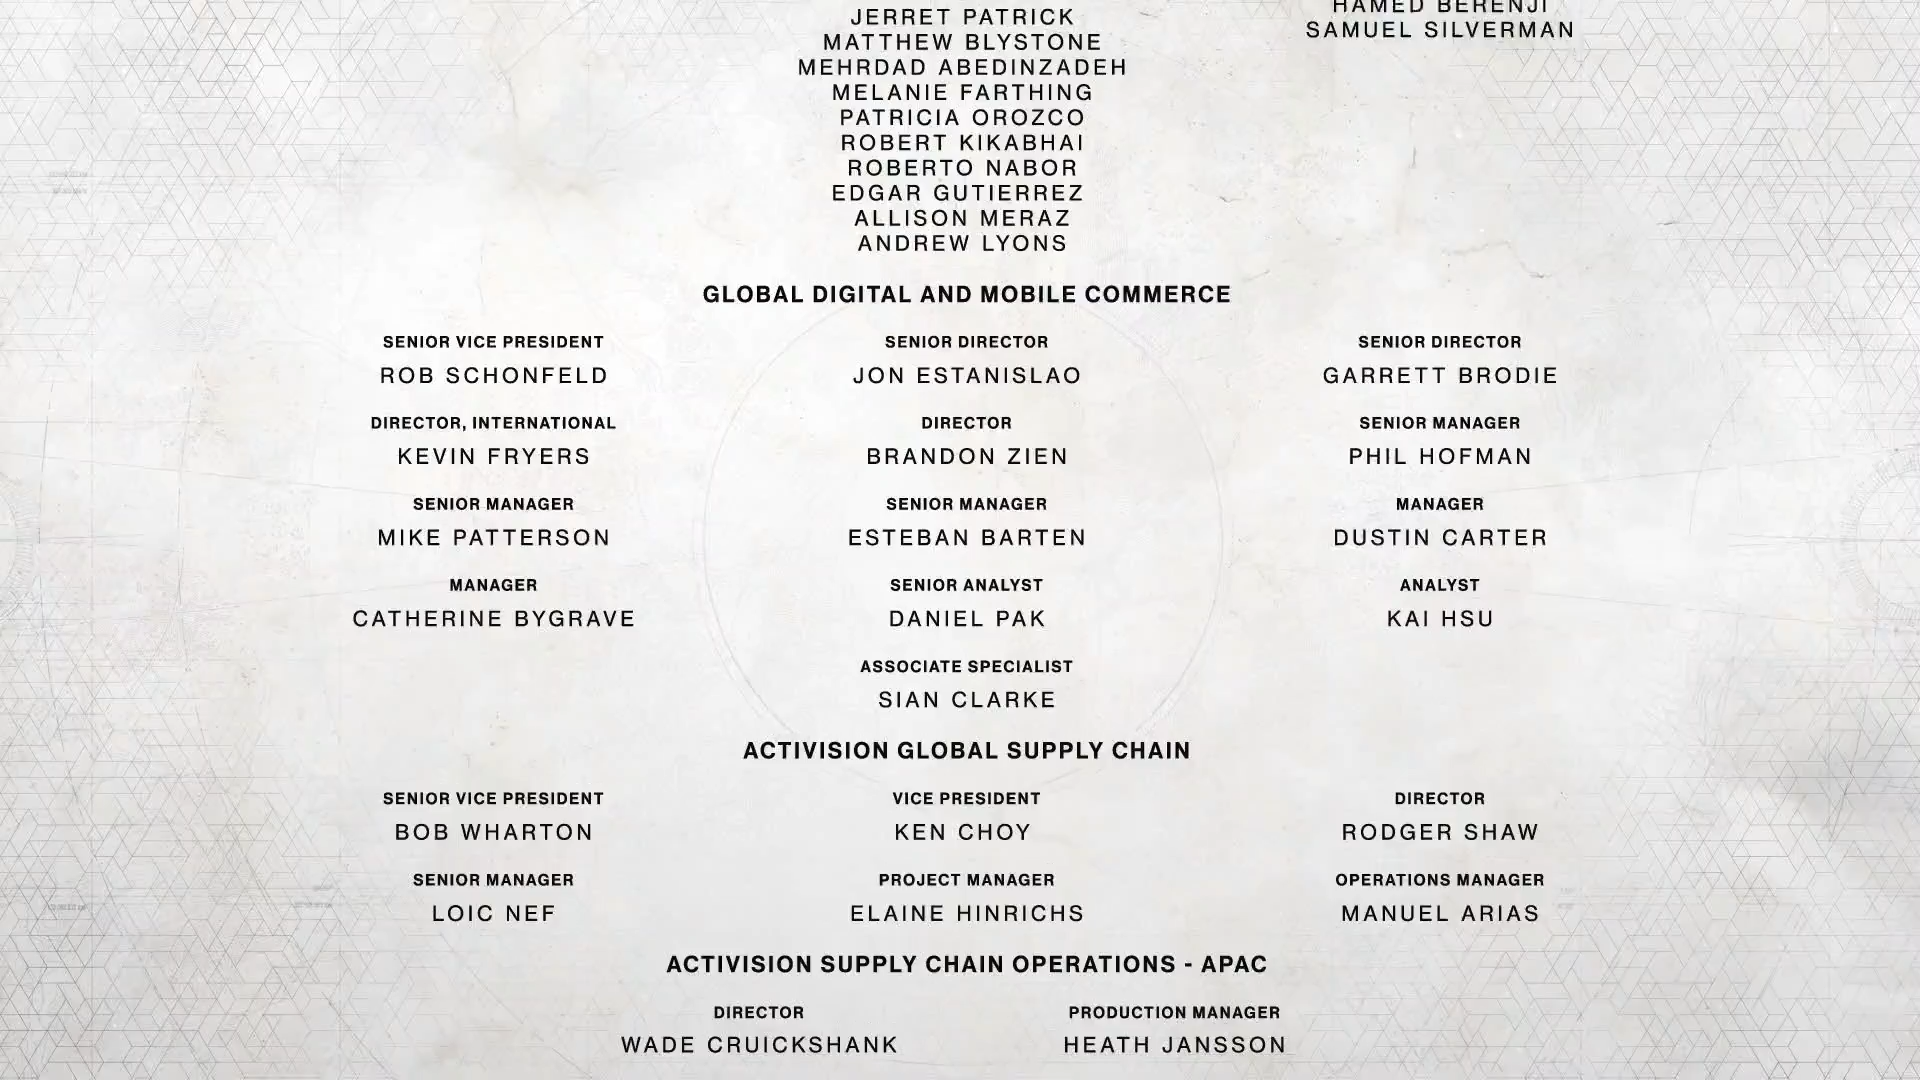 HAMED BERENJI
SAMUEL SILVERMAN
JERRET PATRICK
MATTHEW BLYSTONE
MEHRDAD ABEDINZADEH
MELANIE FARTHING
PATRICIA OROZCO
ROBERT KIKABHAI
ROBERTO NABOR
EDGAR GUTIERREZ
ALLISON MERAZ
ANDREW LYONS
GLOBAL DIGITAL AND MOBILE COMMERCE
SENIOR VICE PRESIDENT
ROB SCHONFELD
SENIOR DIRECTOR
JON ESTANISLAO
SENIOR DIRECTOR
GARRETT BRODIE
DIRECTOR, INTERNATIONAL
KEVIN FRYERS
DIRECTOR
BRANDON ZIEN
SENIOR MANAGER
PHIL HOFMAN
SENIOR MANAGER
MIKE PATTERSON
SENIOR MANAGER
ESTEBAN BARTEN
MANAGER
DUSTIN CARTER
MANAGER
CATHERINE BYGRAVE
SENIOR ANALYST
DANIEL PAK
ANALYST
KAI HSU
ASSOCIATE SPECIALIST
SIAN CLARKE
ACTIVISION GLOBAL SUPPLY CHAIN
SENIOR VICE PRESIDENT
BOB WHARTON
VICE PRESIDENT
KEN CHOY
DIRECTOR
RODGER SHAW
SENIOR MANAGER
LOIC NEF
PROJECT MANAGER
ELAINE HINRICHS
OPERATIONS MANAGER
MANUEL ARIAS
ACTIVISION SUPPLY CHAIN OPERATIONS - APAC
DIRECTOR
WADE CRUICKSHANK
PRODUCTION MANAGER
HEATH JANSSON